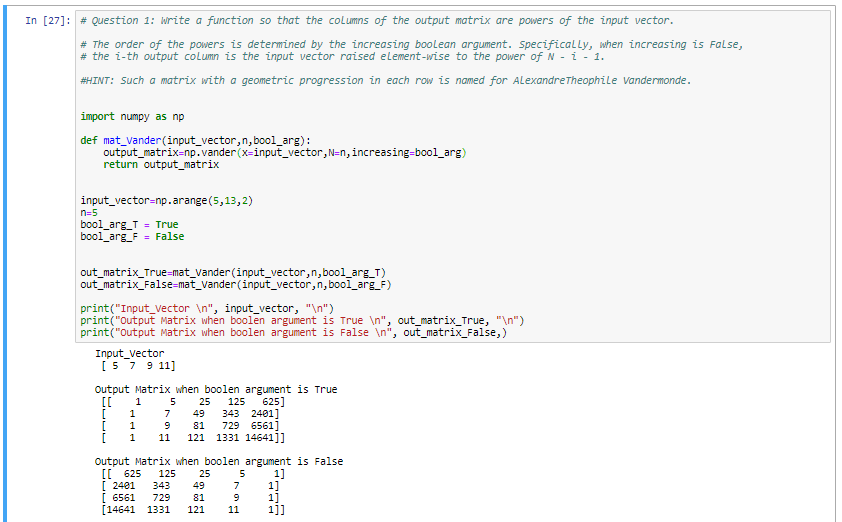 In [27]: # Question 1: Write a function so that the columns of the output matrix are powers of the input vector.
# The order of the powers is determined by the increasing boolean argument. Specifically, when increasing is False,
# the i-th output column is the input vector raised element-wise to the power of N - i - 1.
#HINT: Such a matrix with a geometric progression in each row is named for AlexandreTheophile Vandermonde.
import numpy as np
def mat_Vander(input_vector,n,bool_arg):
    output_matrix=np.vander(x=input_vector,N=n,increasing=bool_arg)
    return output_matrix
input_vector=np.arange(5,13,2)
n=5
bool_arg_T = True
bool_arg_F = False
out_matrix_True=mat_Vander(input_vector,n,bool_arg_T)
out_matrix_False=mat_Vander(input_vector,n,bool_arg_F)
print("Input_Vector \n", input_vector, "\n")
print("Output Matrix when boolen argument is True \n", out_matrix_True, "\n")
print("Output Matrix when boolen argument is False \n", out_matrix_False,)
Input_Vector
 [ 5  7  9 11]
Output Matrix when boolen argument is True
 [[    1     5    25   125   625]
 [    1     7    49   343  2401]
 [    1     9    81   729  6561]
 [    1    11   121  1331 14641]]
Output Matrix when boolen argument is False
 [[  625   125    25     5     1]
 [ 2401   343    49     7     1]
 [ 6561   729    81     9     1]
 [14641  1331   121    11     1]]